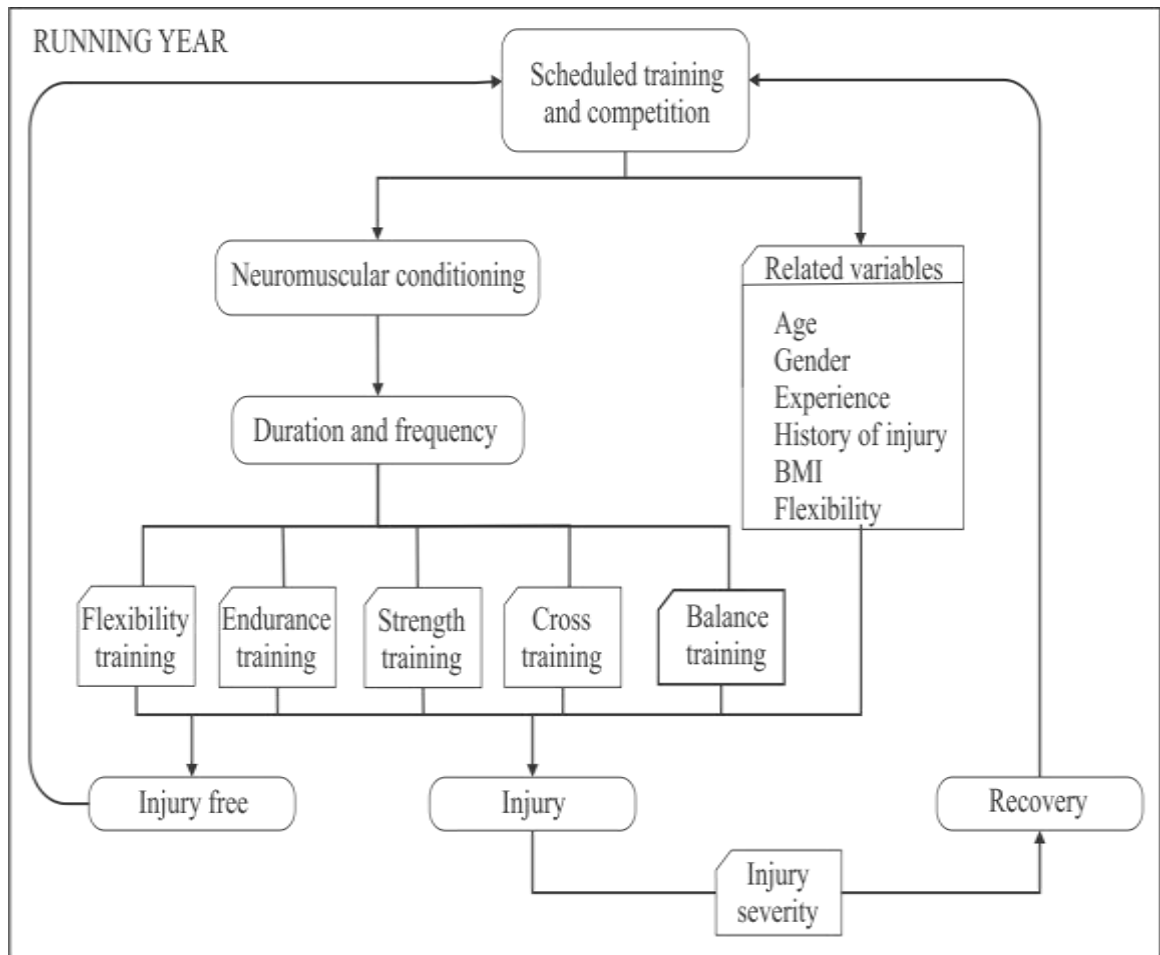 RUNNING YEAR
Scheduled training
and competition
Neuromuscular conditioning
Related variables
Age
Gender
Experience
History of injury
BMI
Flexibility
Duration and frequency
Flexibility
training
Endurance
training
Strength
training
Cross
training
Balance
training
Injury free
Injury
Recovery
Injury
severity